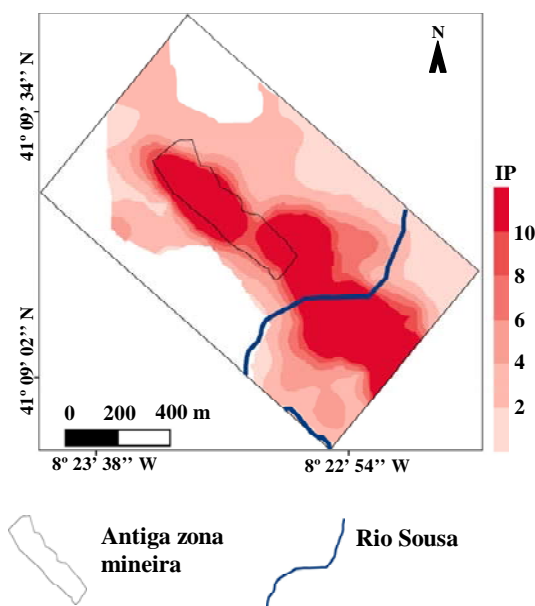 N
41° 09’ 34’’ N
IP
10
8
6
4
2
41° 09’ 02’’ N
0 200 400 m
8° 23’ 38’’ W
8° 22’ 54’’ W
Antiga zona
mineira
Rio Sousa